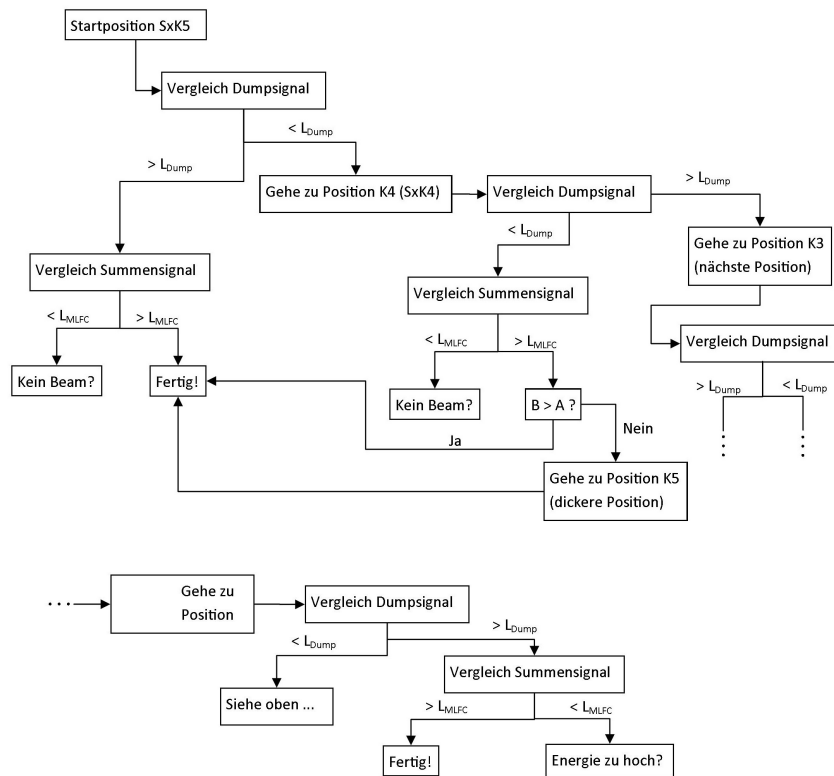 Startposition SxK5
Vergleich Dumpsignal
< LDump
> LDump
Gehe zu Position K4 (SxK4)
Vergleich Dumpsignal
> LDump
< LDump
Gehe zu Position K3
(nächste Position)
Vergleich Summensignal
Vergleich Summensignal
< LMLFC
> LMLFC
Vergleich Dumpsignal
< LMLFC
> LMLFC
Kein Beam?
Fertig!
> LDump
< LDump
Kein Beam?
B > A ?
Ja
Nein
Gehe zu Position K5
(dickere Position)
Gehe zu
Position
Vergleich Dumpsignal
< LDump
> LDump
Siehe oben ...
Vergleich Summensignal
> LMLFC
< LMLFC
Fertig!
Energie zu hoch?